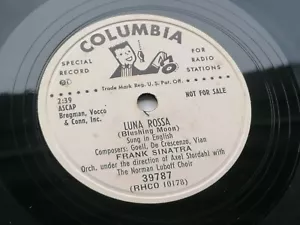 COLUMBIA
SPECIAL RECORD
FOR RADIO STATIONS
Trade Mark Reg. U.S. Pat. Off.
2:39
ASCAP
Bregman, Vocco & Conn, Inc.
NOT FOR SALE
LUNA ROSSA
(Blushing Moon)
Sung in English
Composers: Goell, De Crescenzo, Vian
FRANK SINATRA
Orch. under the direction of Axel Stordahl with
The Norman Luboff Choir
39787
(RHCO 10178)